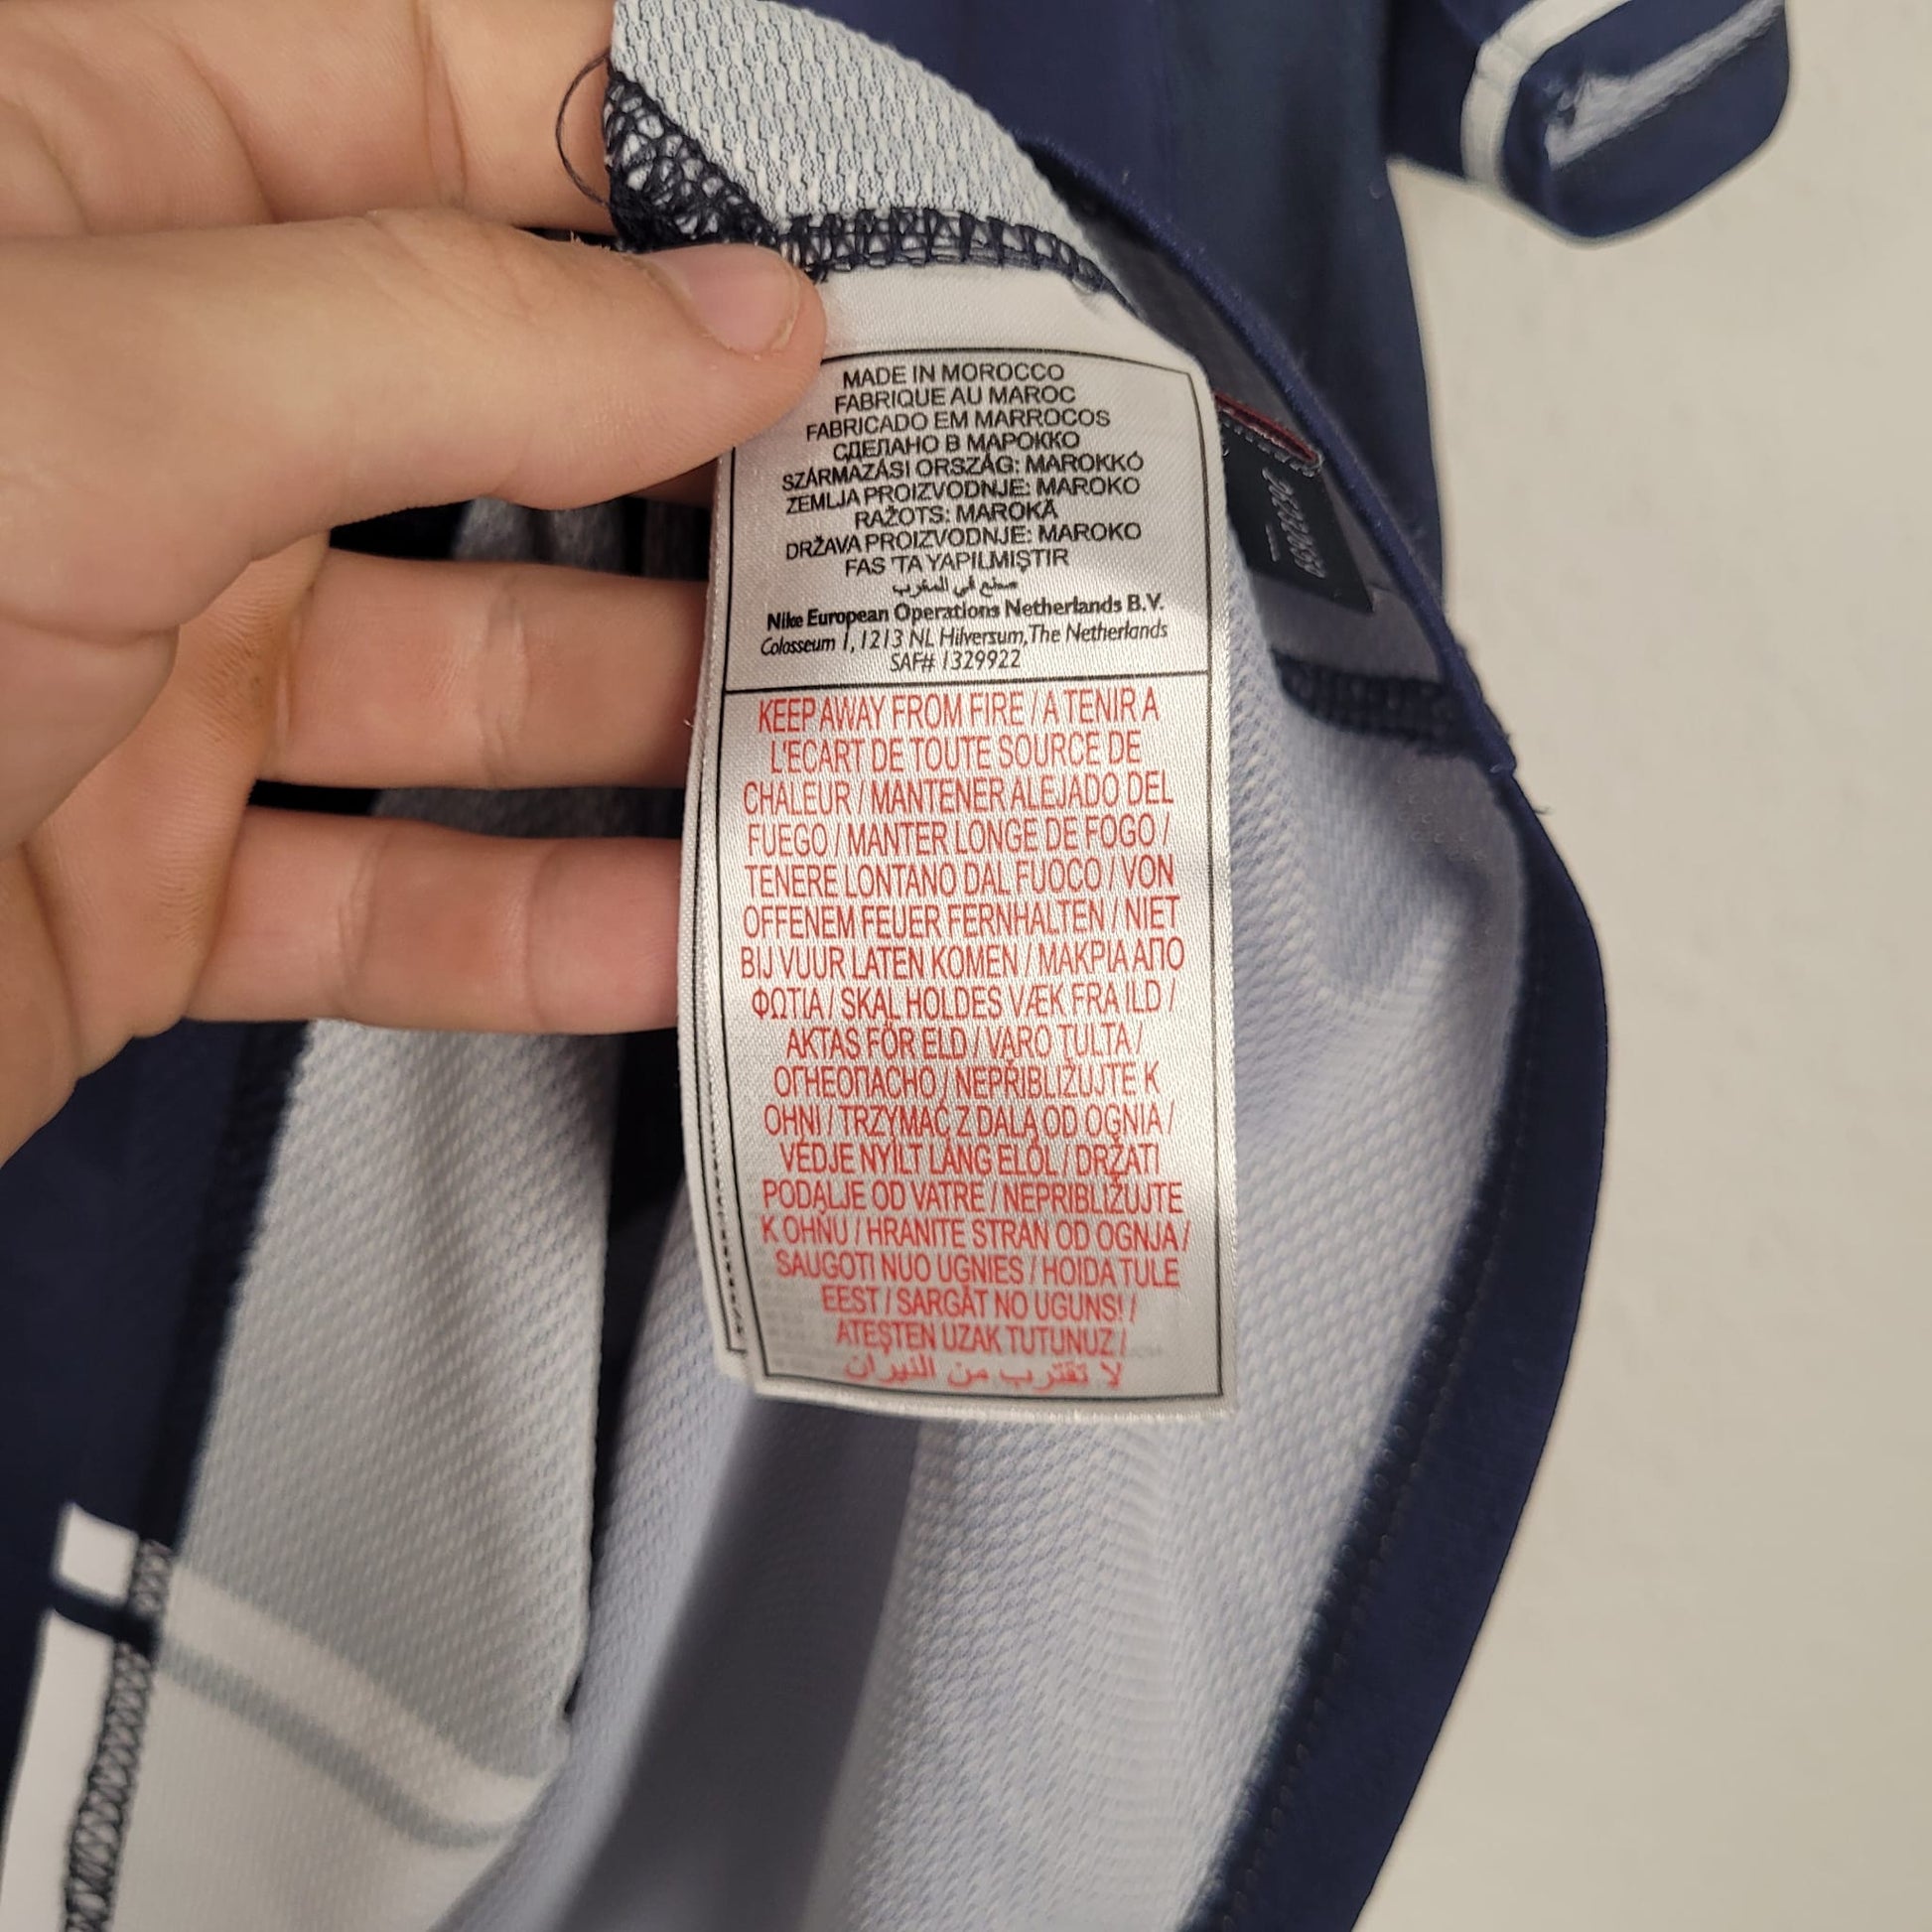 MADE IN MOROCCO
FABRIQUE AU MAROC
FABRICADO EM MARROCOS
СДЕЛАНО В МАРОККО
SZÁRMAZÁSI ORSZÁG: MAROKKÓ
ZEMLJA PROIZVODNJE: MAROKO
RAŽOTS: MAROKĀ
DRŽAVA PROIZVODNJE: MAROKO
FAS 'TA YAPILMIŞTIR
صنع في المغرب
Nike European Operations Netherlands B.V.
Colosseum 1, 1213 NL Hilversum, The Netherlands
SAF# 1329922
KEEP AWAY FROM FIRE / A TENIR A
L'ECART DE TOUTE SOURCE DE
CHALEUR / MANTENER ALEJADO DEL
FUEGO / MANTER LONGE DE FOGO /
TENERE LONTANO DAL FUOCO / VON
OFFENEM FEUER FERNHALTEN / NIET
BIJ VUUR LATEN KOMEN / ΜΑΚΡΙΑ ΑΠΟ
ΦΩΤΙΑ / SKAL HOLDES VÆK FRA ILD /
AKTAS FÖR ELD / VARO TULTA /
ОГНЕОПАСНО / NEPŘIBLIŽUJTE K
OHNI / TRZYMAĆ Z DALA OD OGNIA /
VÉDJE NYÍLT LÁNG ELŐL / DRŽATI
PODALJE OD VATRE / NEPRIBLIŽUJTE
K OHŇU / HRANITE STRAN OD OGNJA /
SAUGOTI NUO UGNIES / HOIDA TULE
EEST / SARGĀT NO UGUNS! /
ATEŞTEN UZAK TUTUNUZ /
لا تقترب من النيران